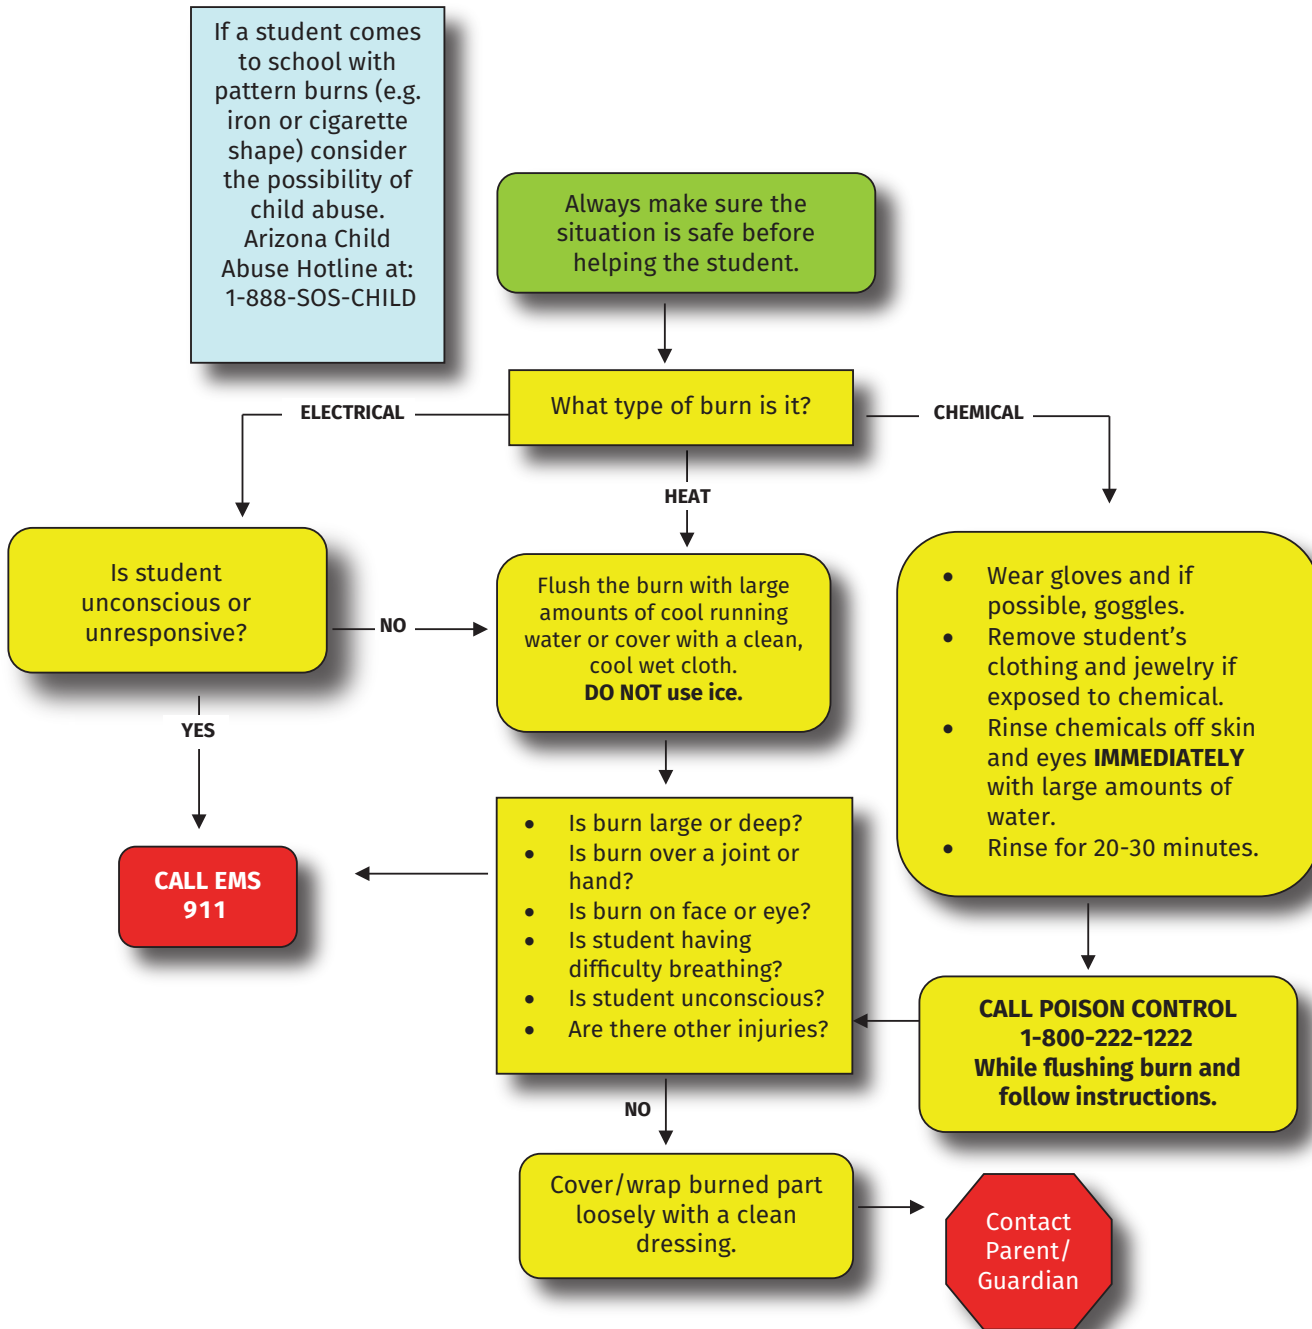 If a student comes
to school with
pattern burns (e.g.
iron or cigarette
shape) consider
the possibility of
child abuse.
Arizona Child
Abuse Hotline at:
1-888-SOS-CHILD
Always make sure the
situation is safe before
helping the student.
What type of burn is it?
ELECTRICAL
CHEMICAL
HEAT
Is student
unconscious or
unresponsive?
NO
YES
Flush the burn with large
amounts of cool running
water or cover with a clean,
cool wet cloth.
DO NOT use ice.
• Wear gloves and if
possible, goggles.
• Remove student’s
clothing and jewelry if
exposed to chemical.
• Rinse chemicals off skin
and eyes IMMEDIATELY
with large amounts of
water.
• Rinse for 20-30 minutes.
CALL EMS
911
• Is burn large or deep?
• Is burn over a joint or
hand?
• Is burn on face or eye?
• Is student having
difficulty breathing?
• Is student unconscious?
• Are there other injuries?
CALL POISON CONTROL
1-800-222-1222
While flushing burn and
follow instructions.
NO
Cover/wrap burned part
loosely with a clean
dressing.
Contact
Parent/
Guardian